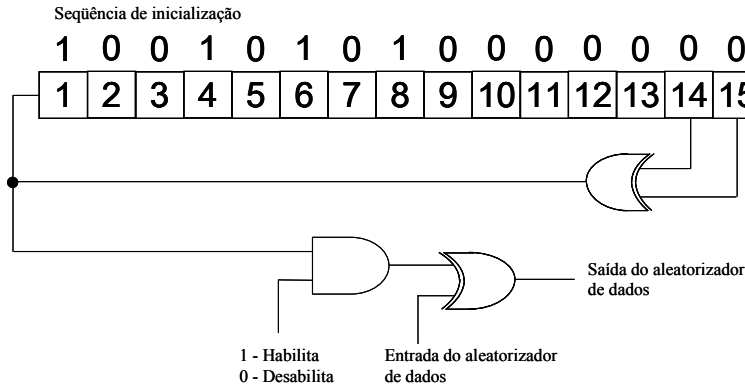 Seqüência de inicialização
1 0 0 1 0 1 0 1 0 0 0 0 0 0 0
1 2 3 4 5 6 7 8 9 10 11 12 13 14 15
Saída do aleatorizador
de dados
1 - Habilita
0 - Desabilita
Entrada do aleatorizador
de dados